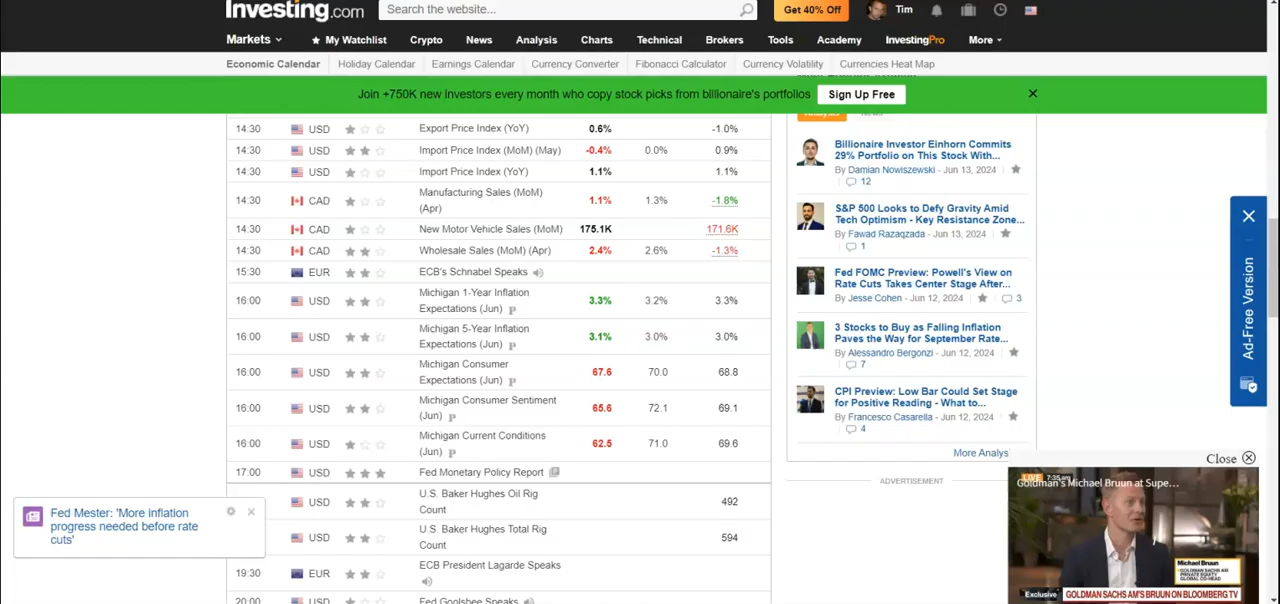 Investing.com
Search the website...
Get 40% Off
Tim
Markets
My Watchlist
Crypto
News
Analysis
Charts
Technical
Brokers
Tools
Academy
InvestingPro
More
Economic Calendar
Holiday Calendar
Earnings Calendar
Currency Converter
Fibonacci Calculator
Currency Volatility
Currencies Heat Map
Join +750K new investors every month who copy stock picks from billionaire's portfolios
Sign Up Free
14:30 USD Export Price Index (YoY) 0.6% -1.0%
14:30 USD Import Price Index (MoM) (May) -0.4% 0.0% 0.9%
14:30 USD Import Price Index (YoY) 1.1% 1.1%
14:30 CAD Manufacturing Sales (MoM) 1.1% 1.3% -1.8%
(Apr)
14:30 CAD New Motor Vehicle Sales (MoM) 175.1K 171.6K
14:30 CAD Wholesale Sales (MoM) (Apr) 2.4% 2.6% -1.3%
15:30 EUR ECB's Schnabel Speaks
16:00 USD Michigan 1-Year Inflation 3.3% 3.2% 3.3%
Expectations (Jun) P
16:00 USD Michigan 5-Year Inflation 3.1% 3.0% 3.0%
Expectations (Jun) P
16:00 USD Michigan Consumer 67.6 70.0 68.8
Expectations (Jun) P
16:00 USD Michigan Consumer Sentiment 65.6 72.1 69.1
(Jun) P
16:00 USD Michigan Current Conditions 62.5 71.0 69.6
(Jun) P
17:00 USD Fed Monetary Policy Report
USD U.S. Baker Hughes Oil Rig 492
Count
USD U.S. Baker Hughes Total Rig 594
Count
19:30 EUR ECB President Lagarde Speaks
20:00 USD Fed Goolsbee Speaks
Analysis
News
Billionaire Investor Einhorn Commits
29% Portfolio on This Stock With...
By Damian Nowiszewski - Jun 13, 2024
12
S&P 500 Looks to Defy Gravity Amid
Tech Optimism - Key Resistance Zone...
By Fawad Razaqzada - Jun 13, 2024
1
Fed FOMC Preview: Powell's View on
Rate Cuts Takes Center Stage After...
By Jesse Cohen - Jun 12, 2024 3
3 Stocks to Buy as Falling Inflation
Paves the Way for September Rate...
By Alessandro Bergonzi - Jun 12, 2024
7
CPI Preview: Low Bar Could Set Stage
for Positive Reading - What to...
By Francesco Casarella - Jun 12, 2024
4
More Analys
ADVERTISEMENT
Ad-Free Version
Close
LIVE 7:35am
Goldman's Michael Bruun at Supe...
Michael Bruun
GOLDMAN SACHS AM
PRIVATE EQUITY
GLOBAL CO-HEAD
Exclusive GOLDMAN SACHS AM'S BRUUN ON BLOOMBERG TV
Fed Mester: 'More inflation
progress needed before rate
cuts'